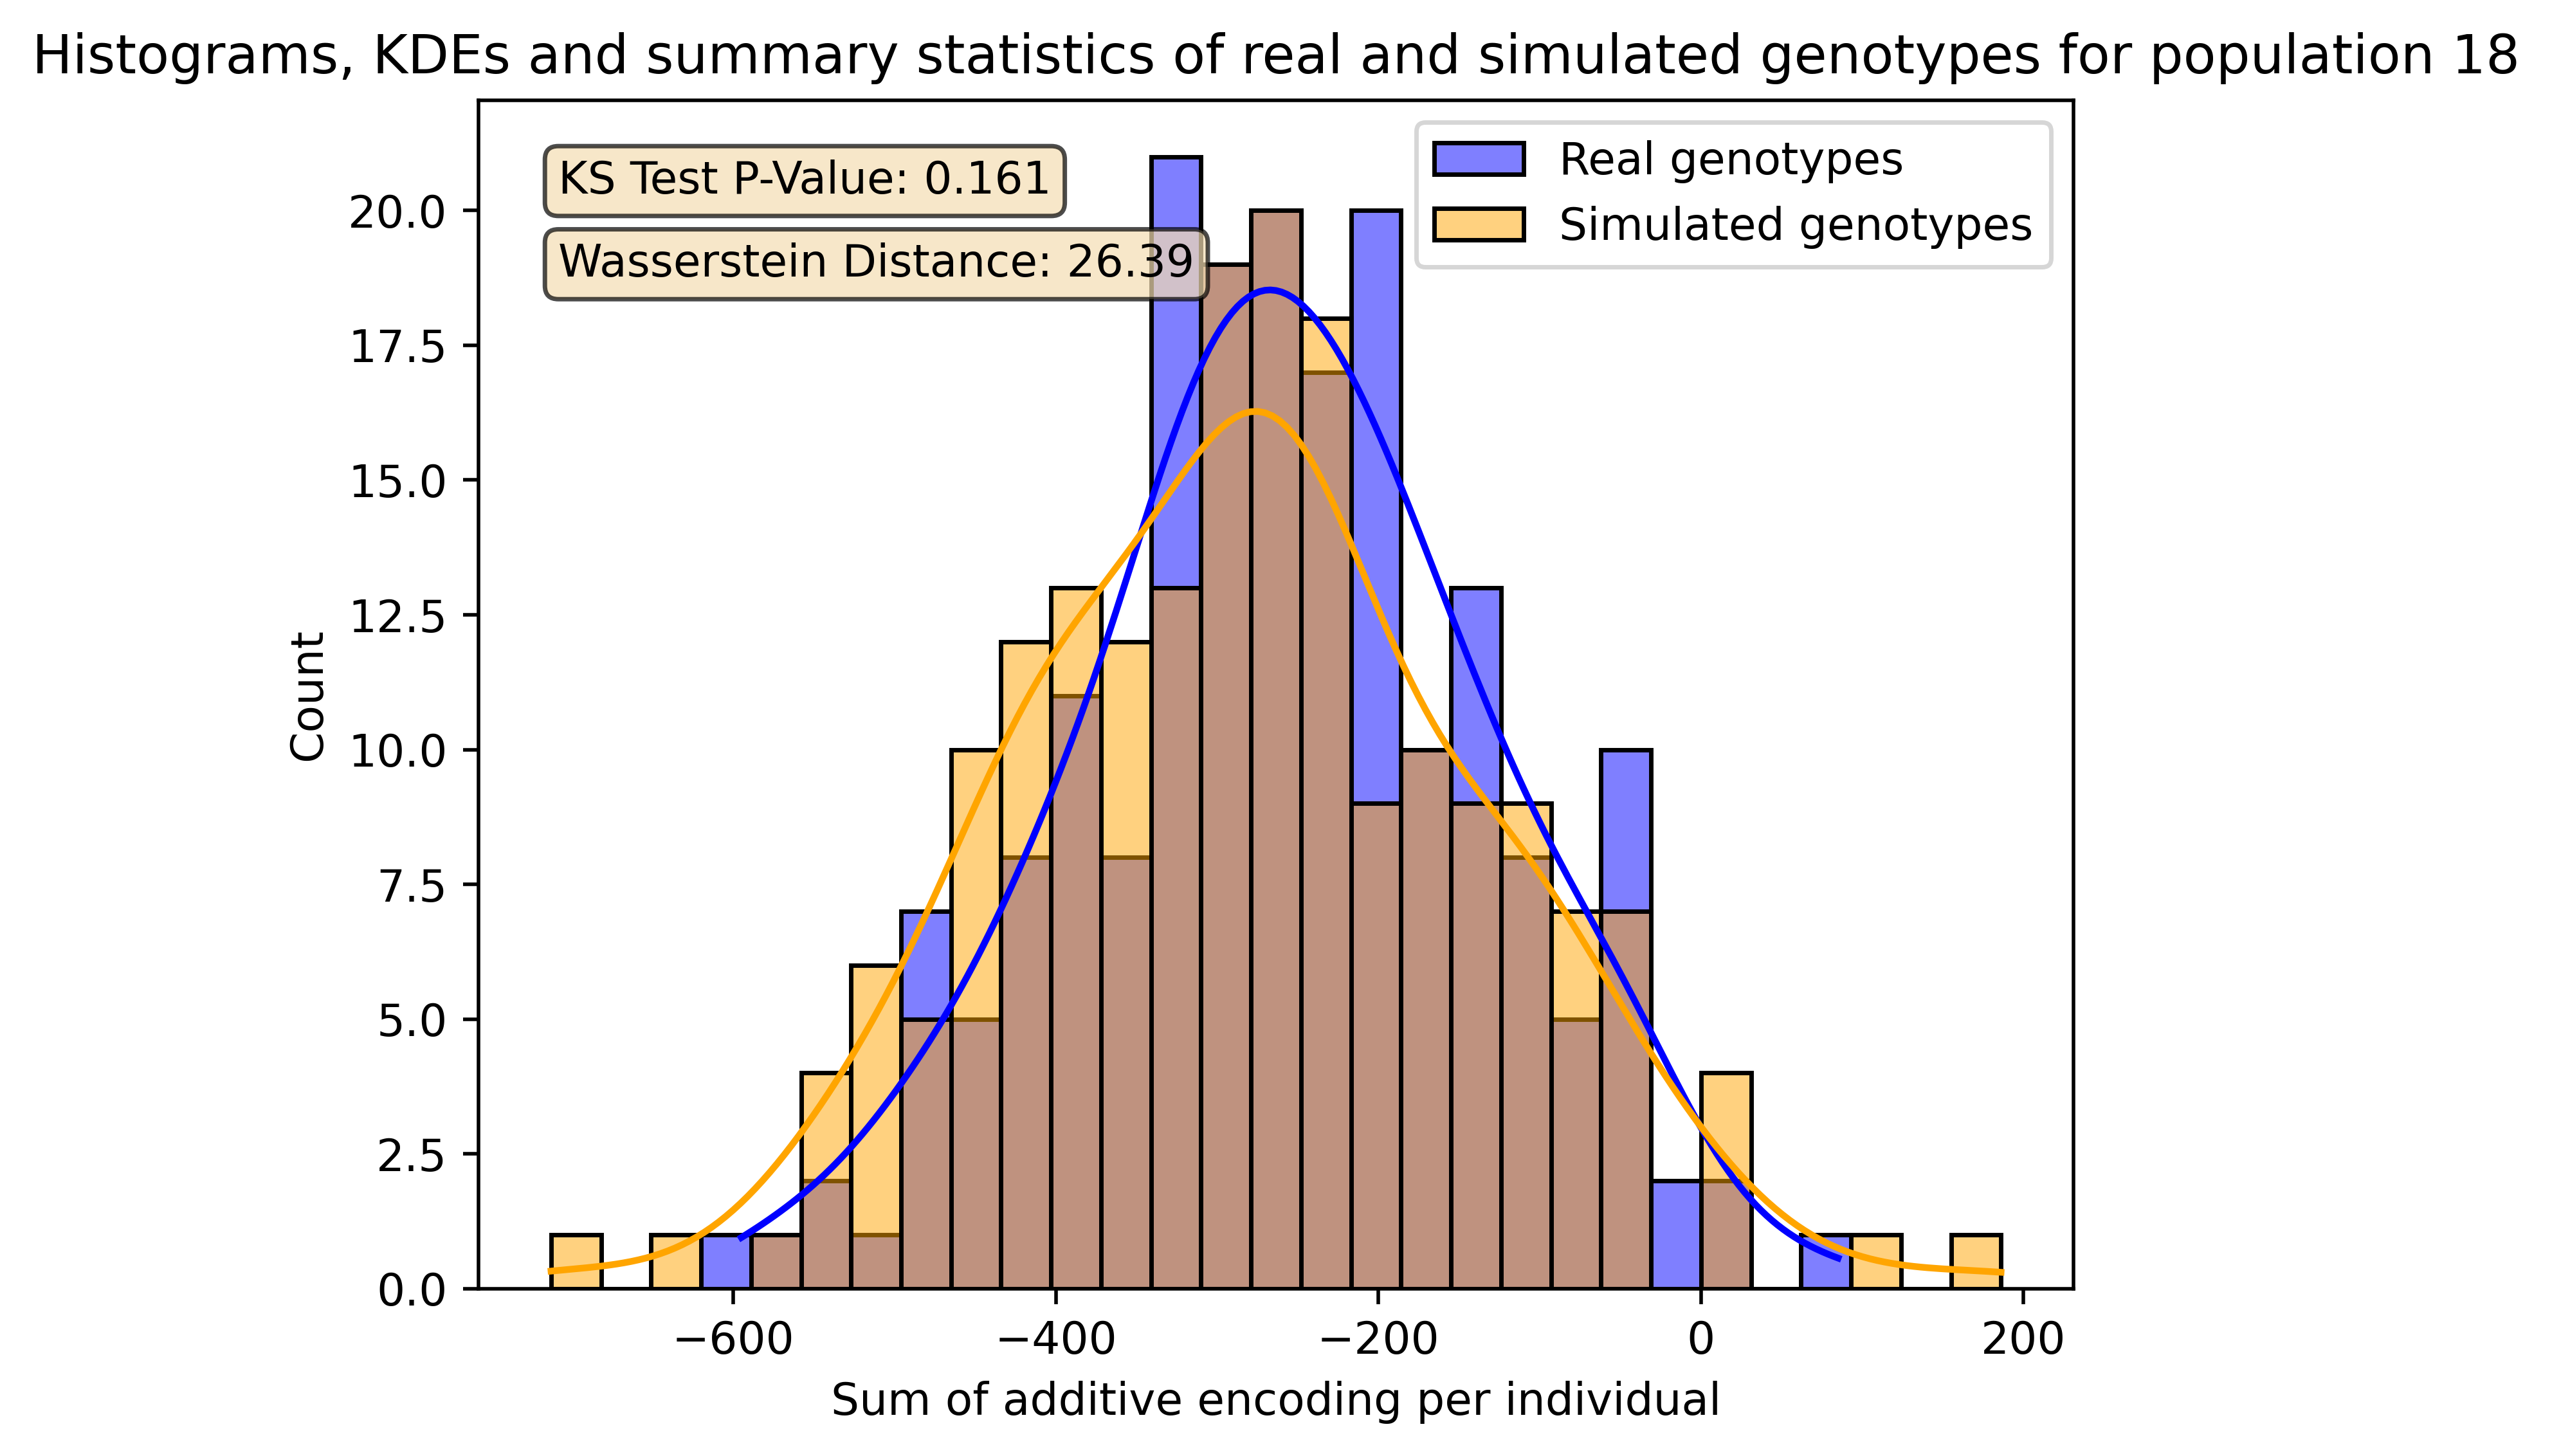 Histograms, KDEs and summary statistics of real and simulated genotypes for population 18
KS Test P-Value: 0.161
Wasserstein Distance: 26.39
Real genotypes
Simulated genotypes
20.0
17.5
15.0
12.5
10.0
7.5
5.0
2.5
0.0
Count
−600
−400
−200
0
200
Sum of additive encoding per individual